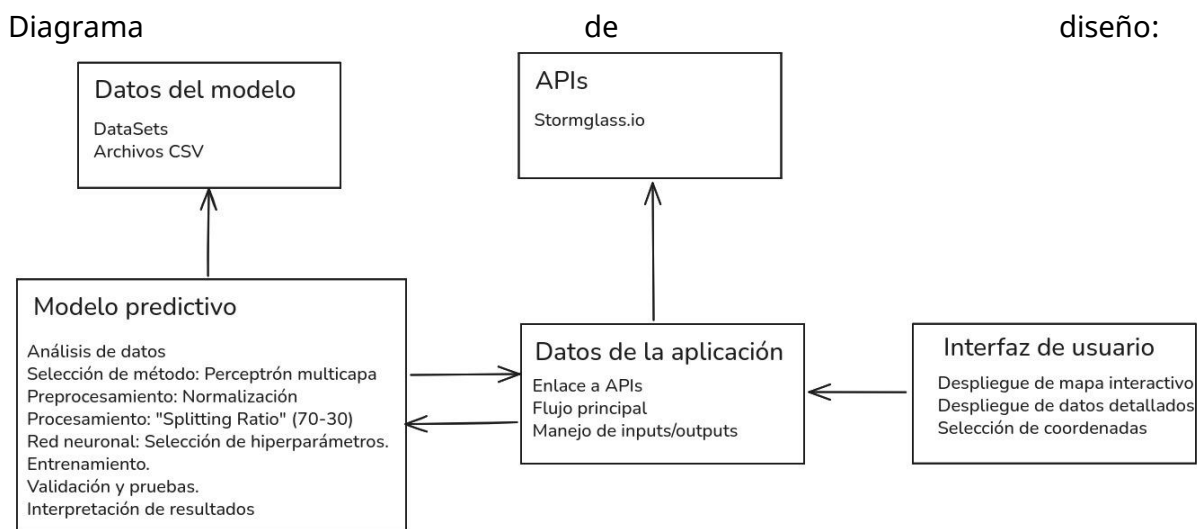 Diagrama de diseño:
Datos del modelo
DataSets
Archivos CSV
APIs
Stormglass.io
Modelo predictivo
Análisis de datos
Selección de método: Perceptrón multicapa
Preprocesamiento: Normalización
Procesamiento: "Splitting Ratio" (70-30)
Red neuronal: Selección de hiperparámetros.
Entrenamiento.
Validación y pruebas.
Interpretación de resultados
Datos de la aplicación
Enlace a APIs
Flujo principal
Manejo de inputs/outputs
Interfaz de usuario
Despliegue de mapa interactivo
Despliegue de datos detallados
Selección de coordenadas